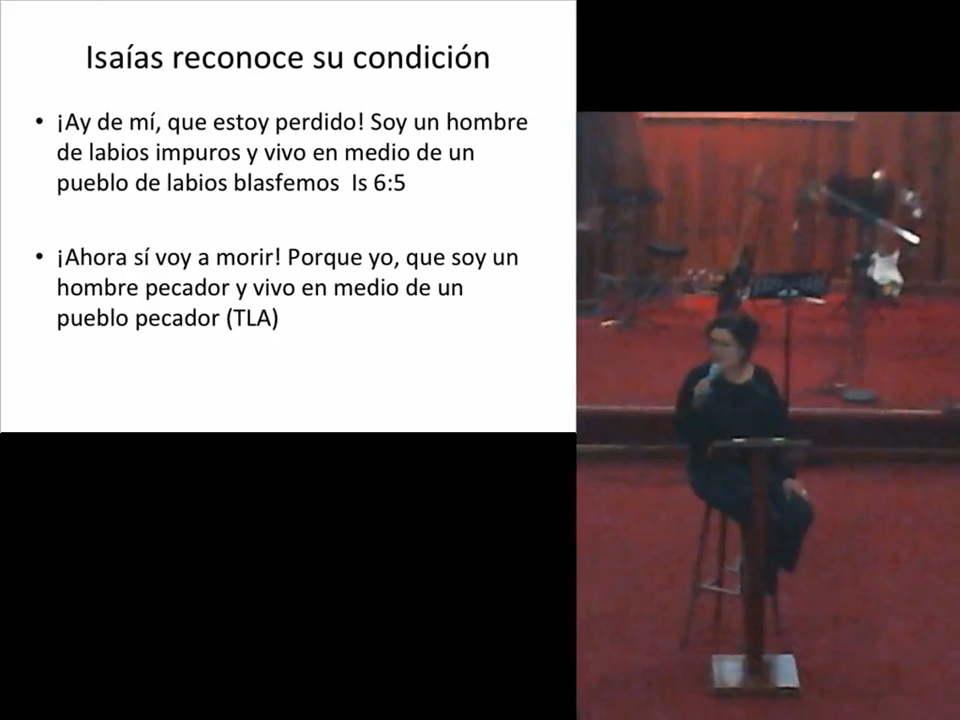 Isaías reconoce su condición
• ¡Ay de mí, que estoy perdido! Soy un hombre
de labios impuros y vivo en medio de un
pueblo de labios blasfemos  Is 6:5
• ¡Ahora sí voy a morir! Porque yo, que soy un
hombre pecador y vivo en medio de un
pueblo pecador (TLA)